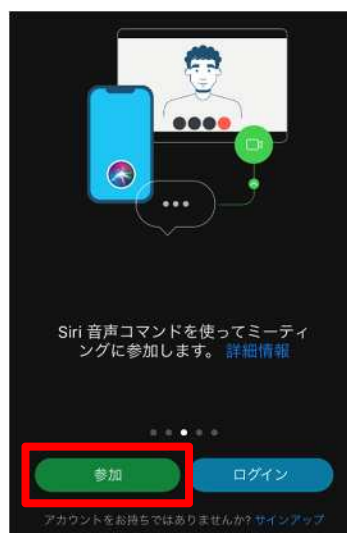 Siri 音声コマンドを使ってミーティ
ングに参加します。 詳細情報
参加
ログイン
アカウントをお持ちではありませんか? サインアップ